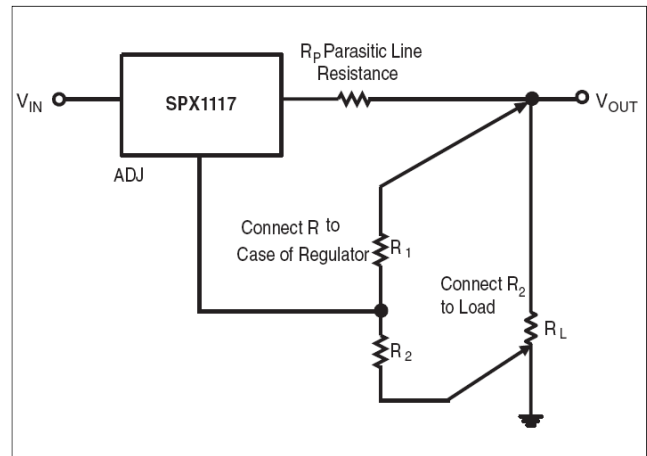 R_P Parasitic Line
Resistance
V_IN
SPX1117
V_OUT
ADJ
Connect R to
Case of Regulator
R_1
Connect R_2
to Load
R_L
R_2